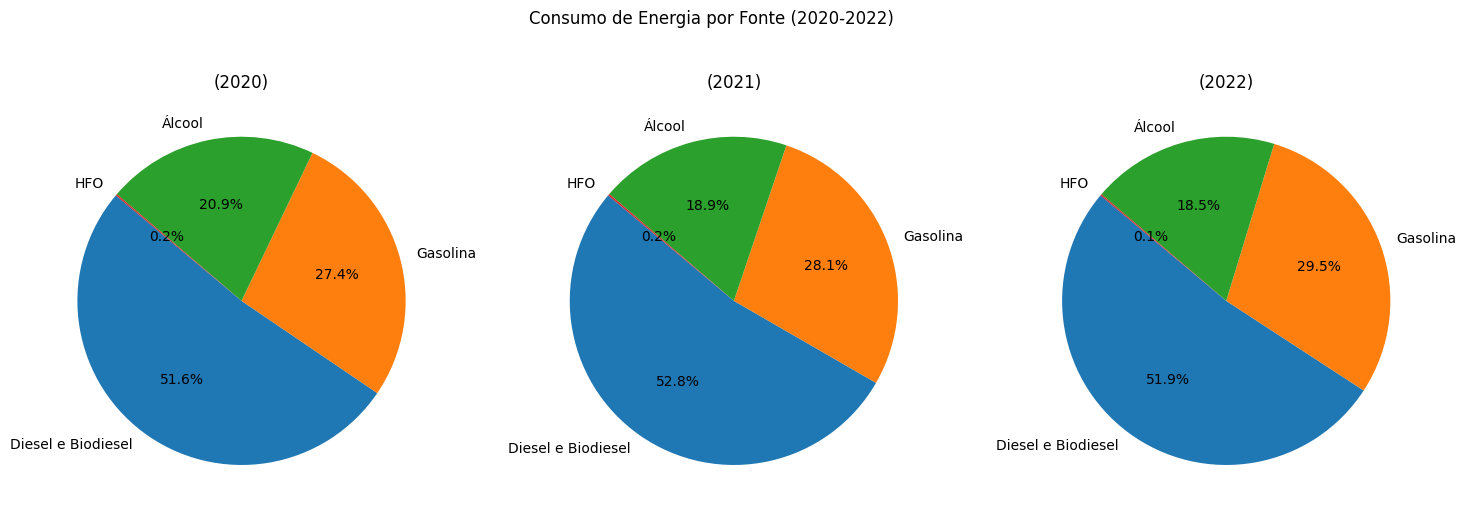 Consumo de Energia por Fonte (2020-2022)
(2020)
Álcool
HFO
20.9%
0.2%
Gasolina
27.4%
51.6%
Diesel e Biodiesel
(2021)
Álcool
HFO
18.9%
0.2%
Gasolina
28.1%
52.8%
Diesel e Biodiesel
(2022)
Álcool
HFO
18.5%
0.1%
Gasolina
29.5%
51.9%
Diesel e Biodiesel